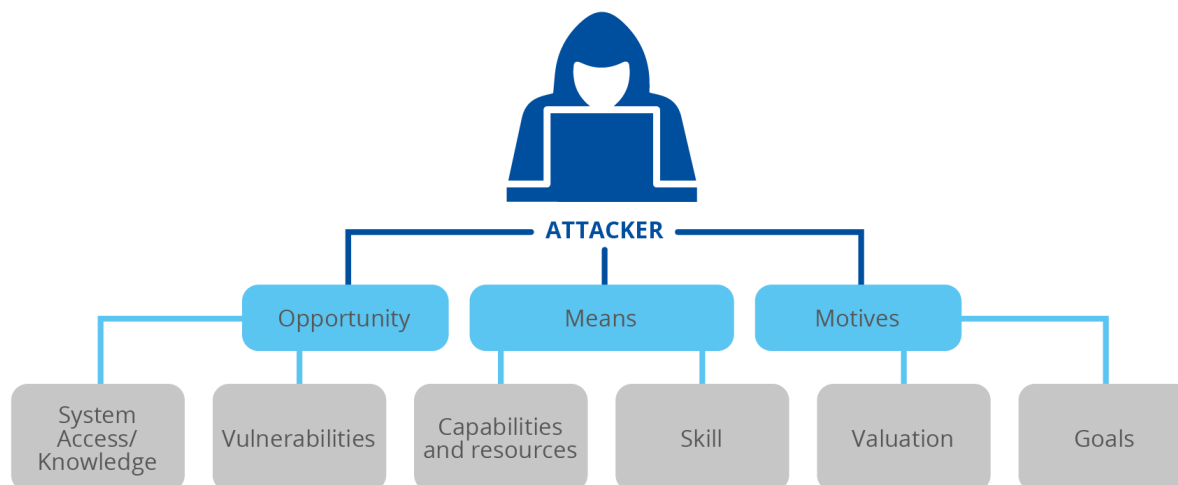 ATTACKER
Opportunity
Means
Motives
System
Access/
Knowledge
Vulnerabilities
Capabilities
and resources
Skill
Valuation
Goals